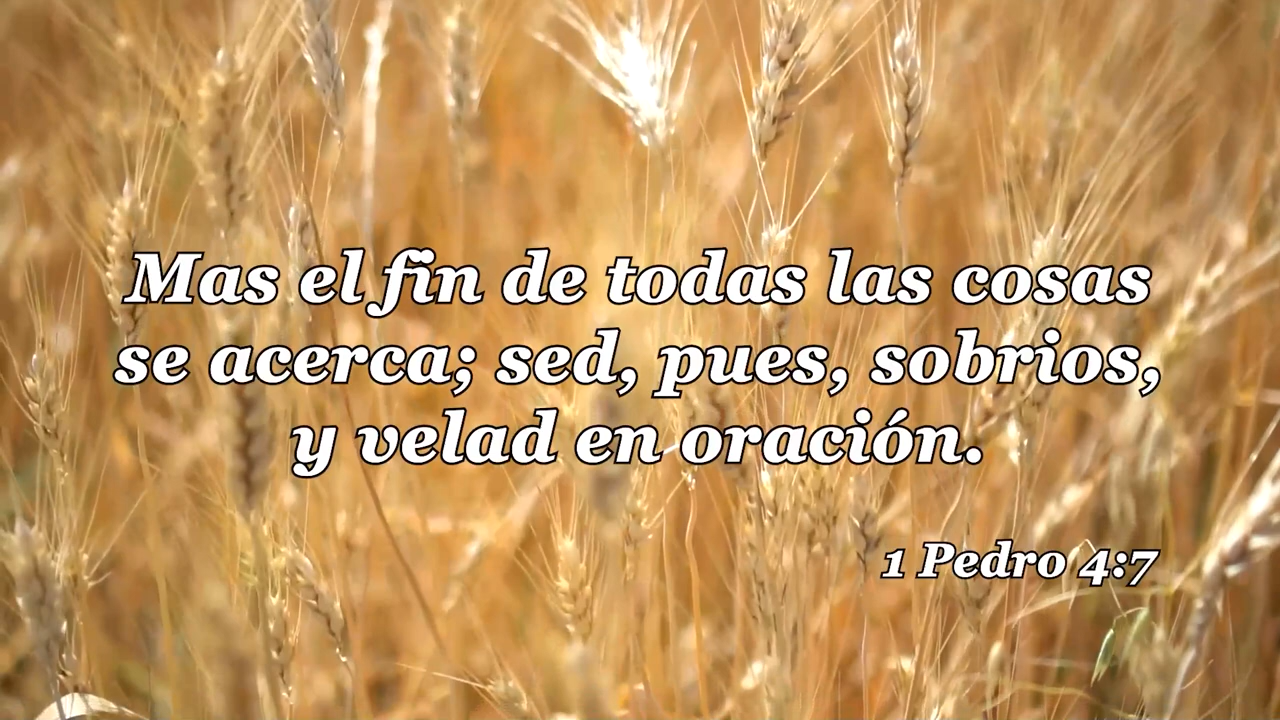 Mas el fin de todas las cosas
se acerca; sed, pues, sobrios,
y velad en oración.
1 Pedro 4:7